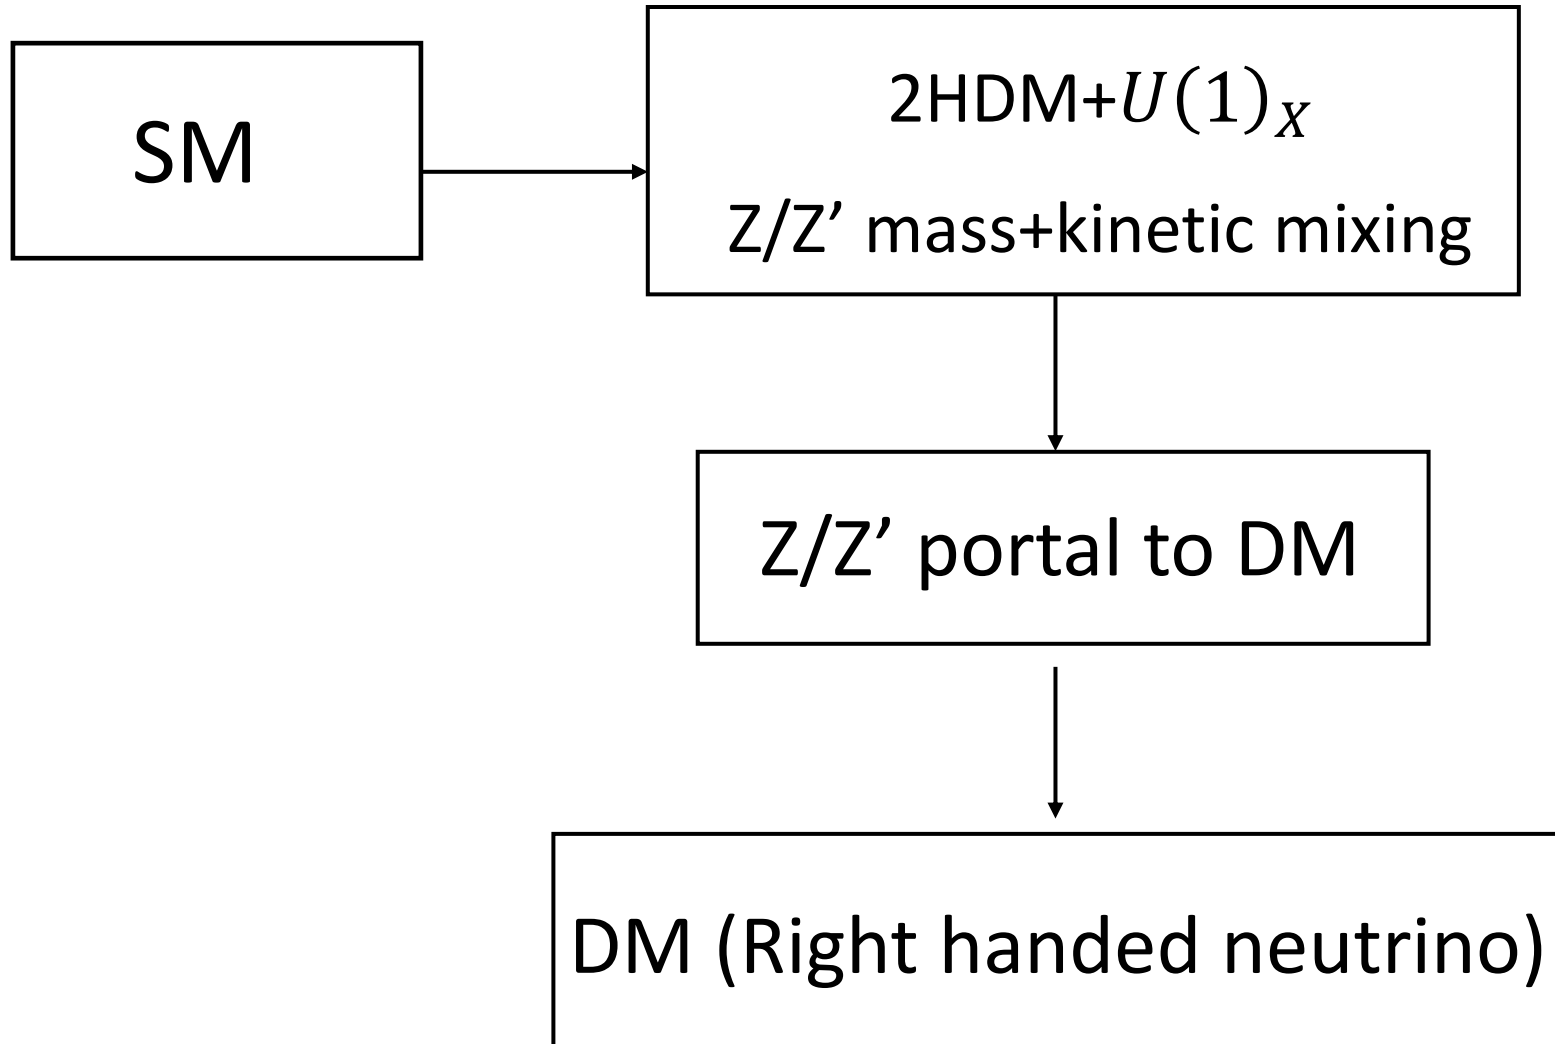 SM
2HDM+𝑈(1)𝑋
Z/Z’ mass+kinetic mixing
Z/Z’ portal to DM
DM (Right handed neutrino)